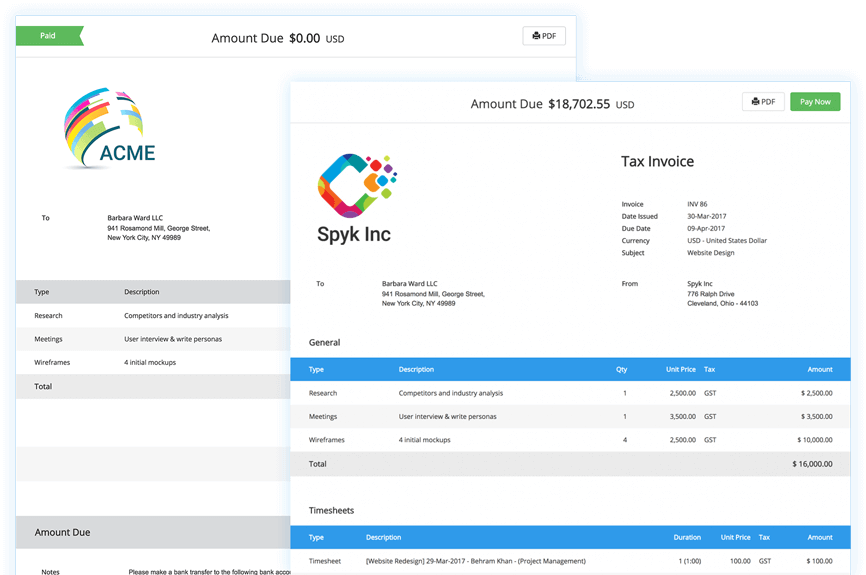 Paid
Amount Due $0.00 USD
PDF
ACME
To Barbara Ward LLC
941 Rosamond Mill, George Street,
New York City, NY 49989
Type Description
Research Competitors and industry analysis
Meetings User interview & write personas
Wireframes 4 initial mockups
Total
Amount Due
Notes Please make a bank transfer to the following bank
Amount Due $18,702.55 USD
PDF
Pay Now
Spyk Inc
Tax Invoice
Invoice INV 86
Date Issued 30-Mar-2017
Due Date 09-Apr-2017
Currency USD - United States Dollar
Subject Website Design
To Barbara Ward LLC
941 Rosamond Mill, George Street,
New York City, NY 49989
From Spyk Inc
776 Ralph Drive
Cleveland, Ohio - 44103
General
Type Description Qty Unit Price Tax Amount
Research Competitors and industry analysis 1 2,500.00 GST $ 2,500.00
Meetings User interview & write personas 1 3,500.00 GST $ 3,500.00
Wireframes 4 initial mockups 4 2,500.00 GST $ 10,000.00
Total $ 16,000.00
Timesheets
Type Description Duration Unit Price Tax Amount
Timesheet [Website Redesign] 29-Mar-2017 - Behram Khan - (Project Management) 1 (1:00) 100.00 GST $ 100.00